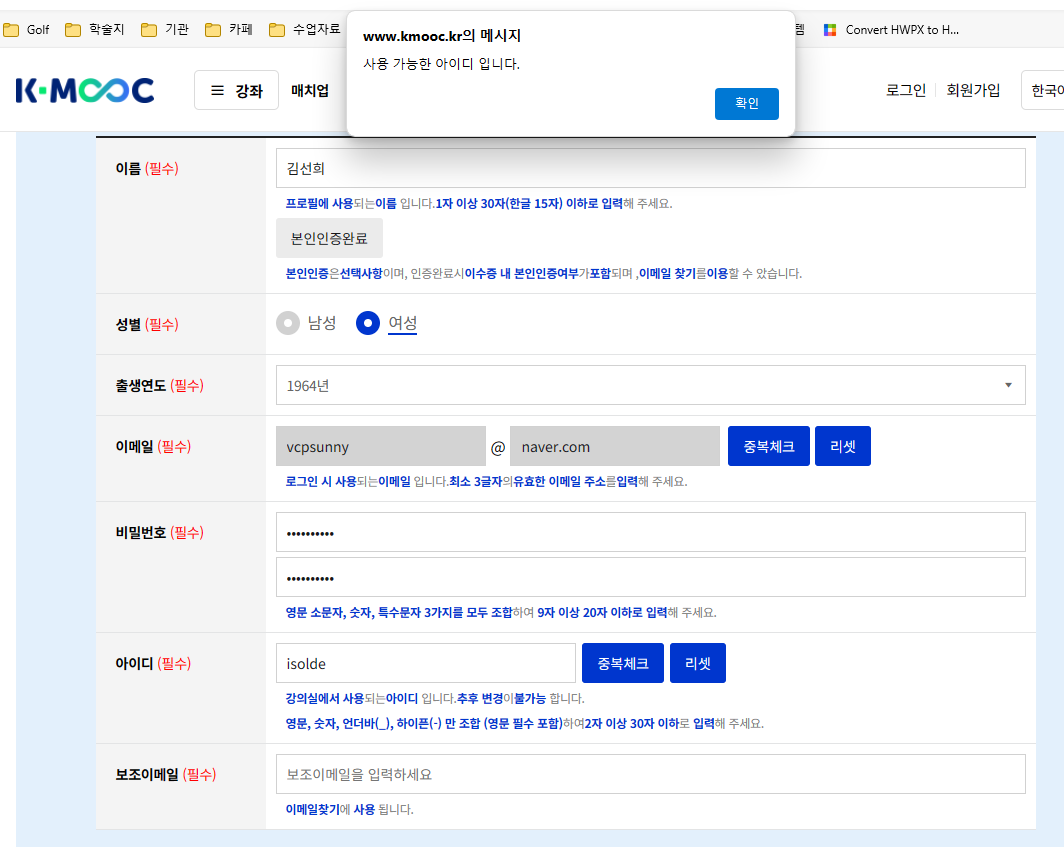 Golf 학술지 기관 카페 수업자료 템 Convert HWPX to H...
www.kmooc.kr의 메시지
사용 가능한 아이디 입니다.
확인
K-MOOC 강좌 매치업 로그인 회원가입 한국어
이름 (필수) 김선희
프로필에 사용되는이름 입니다.1자 이상 30자(한글 15자) 이하로 입력해 주세요.
본인인증완료
본인인증은선택사항이며, 인증완료시이수증 내 본인인증여부가포함되며 ,이메일 찾기를이용할 수 있습니다.
성별 (필수) 남성 여성
출생연도 (필수) 1964년
이메일 (필수) vcpsunny @ naver.com 중복체크 리셋
로그인 시 사용되는이메일 입니다.최소 3글자의유효한 이메일 주소를입력해 주세요.
비밀번호 (필수) ••••••••••
••••••••••
영문 소문자, 숫자, 특수문자 3가지를 모두 조합하여 9자 이상 20자 이하로 입력해 주세요.
아이디 (필수) isolde 중복체크 리셋
강의실에서 사용되는아이디 입니다.추후 변경이불가능 합니다.
영문, 숫자, 언더바(_), 하이픈(-) 만 조합 (영문 필수 포함)하여2자 이상 30자 이하로 입력해 주세요.
보조이메일 (필수) 보조이메일을 입력하세요
이메일찾기에 사용 됩니다.